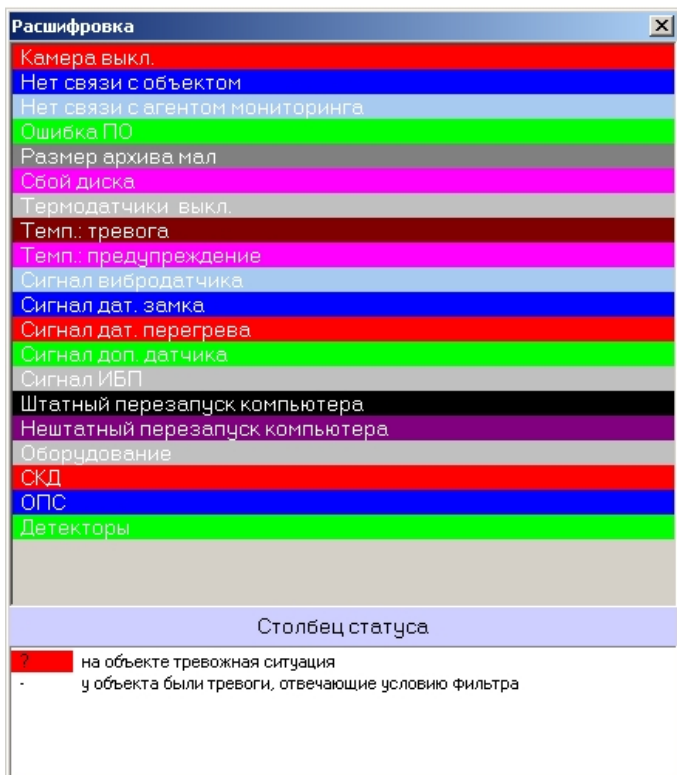 Расшифровка
Камера выкл.
Нет связи с объектом
Нет связи с агентом мониторинга
Ошибка ПО
Размер архива мал
Сбой диска
Термодатчики выкл.
Темп.: тревога
Темп.: предупреждение
Сигнал вибродатчика
Сигнал дат. замка
Сигнал дат. перегрева
Сигнал доп. датчика
Сигнал ИБП
Штатный перезапуск компьютера
Нештатный перезапуск компьютера
Оборудование
СКД
ОПС
Детекторы
Столбец статуса
? на объекте тревожная ситуация
- у объекта были тревоги, отвечающие условию фильтра